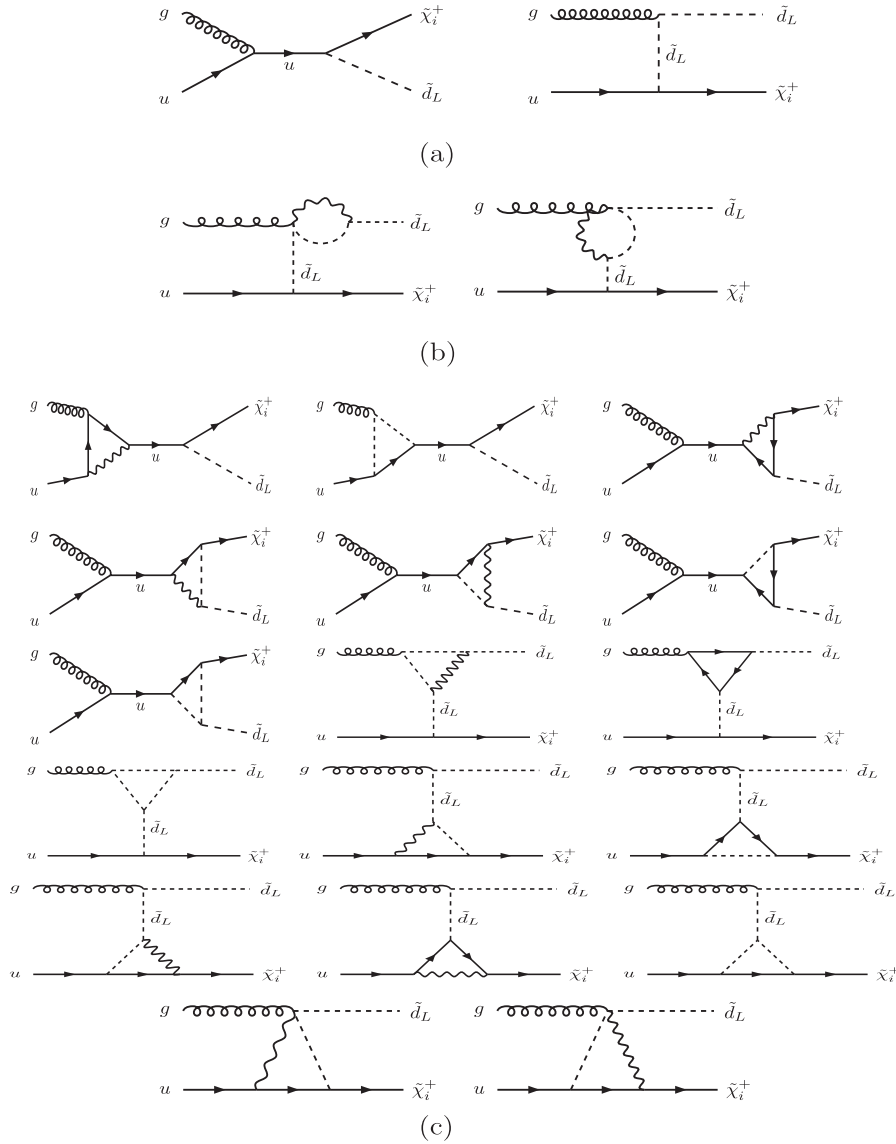 g χ̃ᵢ⁺ g d̃_L
u d̃_L
u d̃_L u χ̃ᵢ⁺
(a)
g d̃_L g d̃_L
d̃_L d̃_L
u χ̃ᵢ⁺ u χ̃ᵢ⁺
(b)
g χ̃ᵢ⁺ g χ̃ᵢ⁺ g χ̃ᵢ⁺
u u u
u d̃_L u d̃_L u d̃_L
g χ̃ᵢ⁺ g χ̃ᵢ⁺ g χ̃ᵢ⁺
u u u
u d̃_L u d̃_L u d̃_L
g χ̃ᵢ⁺ g d̃_L g d̃_L
u d̃_L d̃_L
u d̃_L u χ̃ᵢ⁺ u χ̃ᵢ⁺
g d̃_L g d̃_L g d̃_L
d̃_L d̃_L d̃_L
u χ̃ᵢ⁺ u χ̃ᵢ⁺ u χ̃ᵢ⁺
g d̃_L g d̃_L g d̃_L
d̃_L d̃_L d̃_L
u χ̃ᵢ⁺ u χ̃ᵢ⁺ u χ̃ᵢ⁺
g d̃_L g d̃_L
u χ̃ᵢ⁺ u χ̃ᵢ⁺
(c)